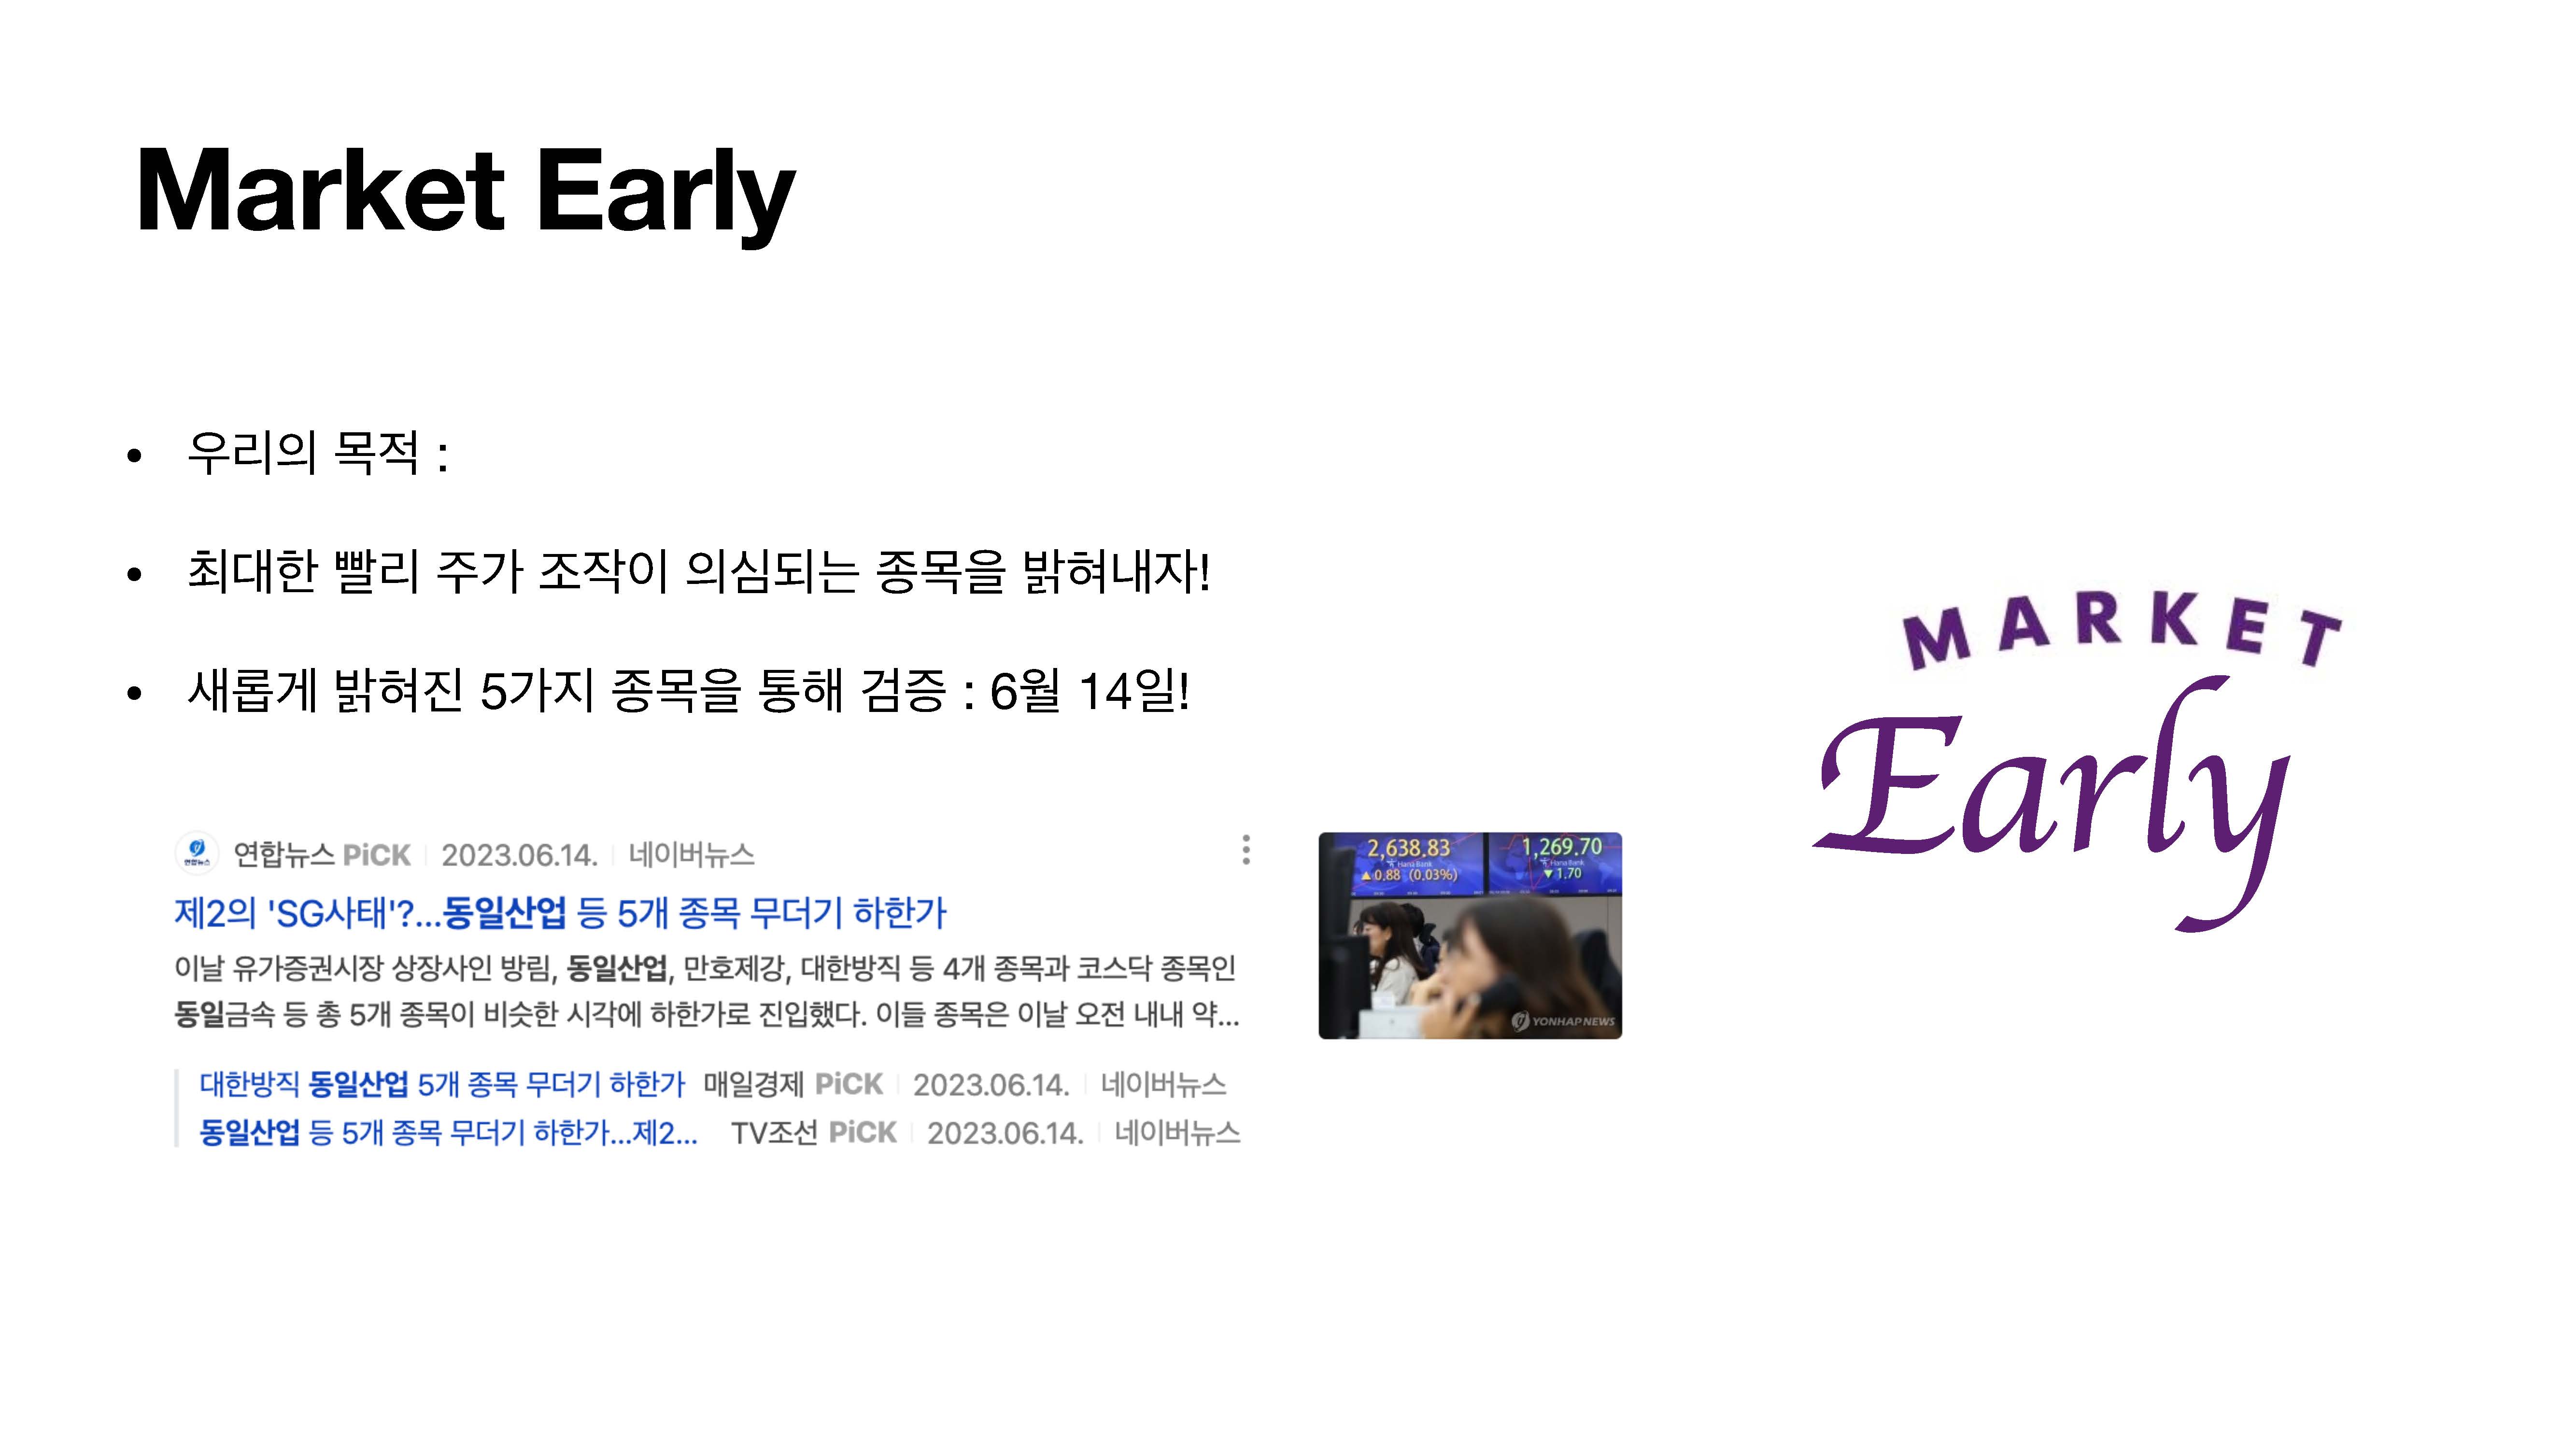 Market Early
• 우리의 목적 :
• 최대한 빨리 주가 조작이 의심되는 종목을 밝혀내자!
• 새롭게 밝혀진 5가지 종목을 통해 검증 : 6월 14일!
연합뉴스 PiCK 2023.06.14. 네이버뉴스
제2의 'SG사태'?...동일산업 등 5개 종목 무더기 하한가
이날 유가증권시장 상장사인 방림, 동일산업, 만호제강, 대한방직 등 4개 종목과 코스닥 종목인
동일금속 등 총 5개 종목이 비슷한 시각에 하한가로 진입했다. 이들 종목은 이날 오전 내내 약...
대한방직 동일산업 5개 종목 무더기 하한가 매일경제 PiCK 2023.06.14. 네이버뉴스
동일산업 등 5개 종목 무더기 하한가...제2... TV조선 PiCK 2023.06.14. 네이버뉴스
2,638.83 1,269.70
Hana Bank Hana Bank
▲0.88 (0.03%) ▼1.70
YONHAP NEWS
MARKET
Early